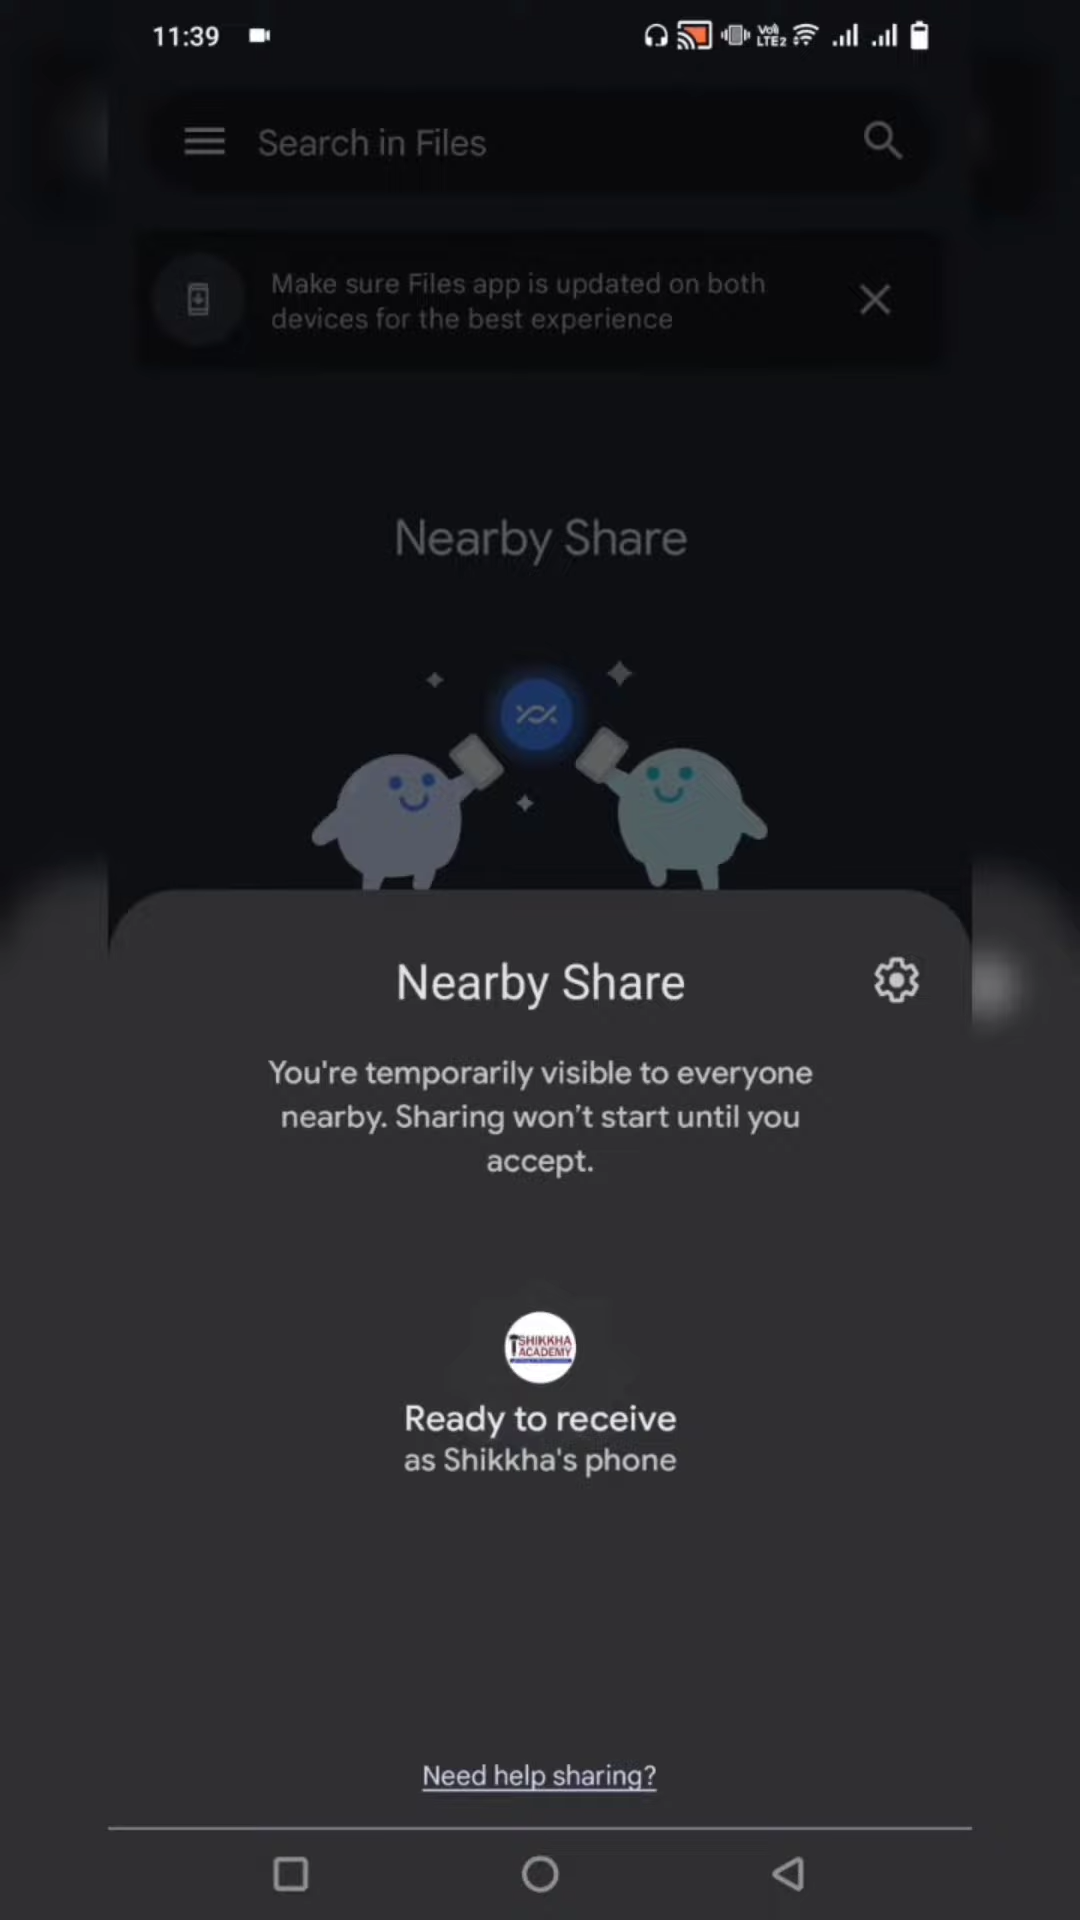 11:39
Vo))
LTE2
Search in Files
Make sure Files app is updated on both
devices for the best experience
Nearby Share
Nearby Share
You're temporarily visible to everyone
nearby. Sharing won't start until you
accept.
SHIKKHA
ACADEMY
Ready to receive
as Shikkha's phone
Need help sharing?